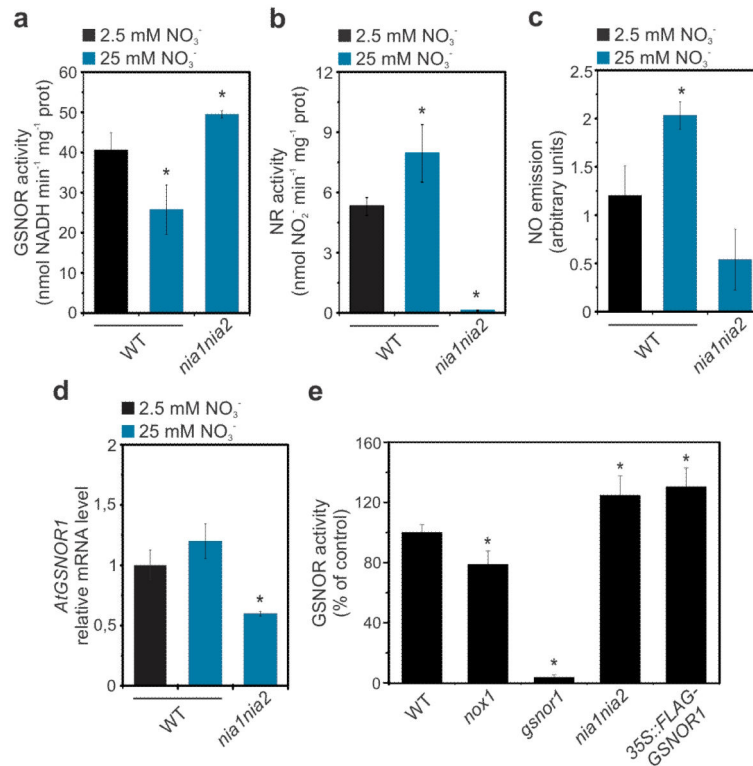 a
2.5 mM NO₃⁻
25 mM NO₃⁻
GSNOR activity
(nmol NADH min⁻¹ mg⁻¹ prot)
60
50
40
30
20
10
0
*
*
WT
nia1nia2
b
2.5 mM NO₃⁻
25 mM NO₃⁻
NR activity
(nmol NO₂⁻ min⁻¹ mg⁻¹ prot)
12
9
6
3
0
*
*
WT
nia1nia2
c
2.5 mM NO₃⁻
25 mM NO₃⁻
NO emission
(arbitrary units)
2.5
2
1.5
1
0.5
0
*
WT
nia1nia2
d
2.5 mM NO₃⁻
25 mM NO₃⁻
AtGSNOR1
relative mRNA level
2
1,5
1
0,5
0
*
WT
nia1nia2
e
GSNOR activity
(% of control)
160
120
80
40
0
*
*
*
*
WT
nox1
gsnor1
nia1nia2
35S::FLAG-
GSNOR1